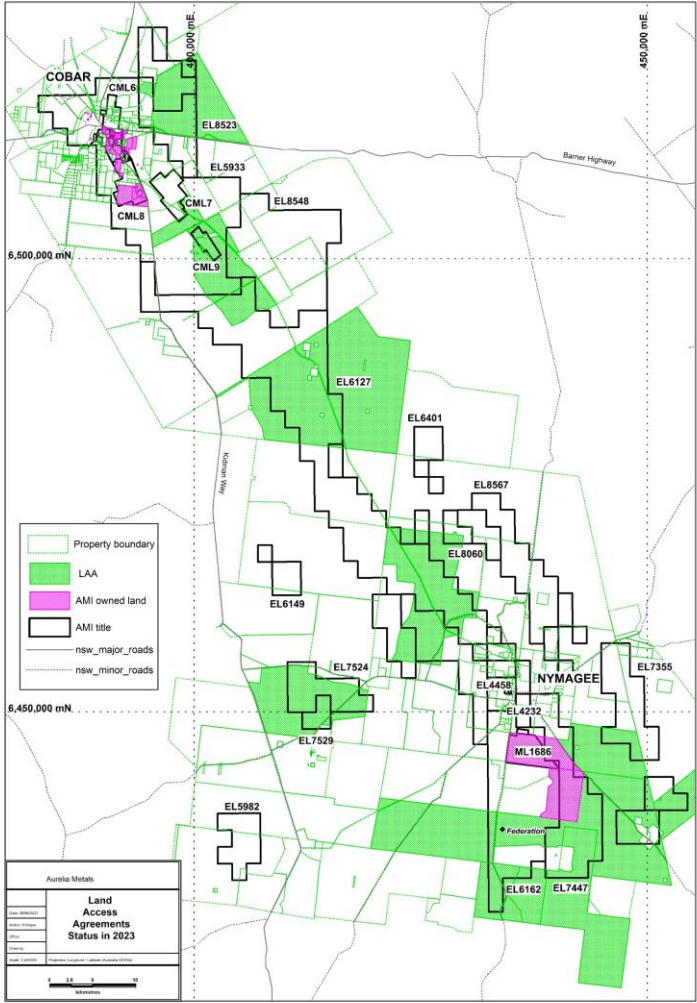 400,000 mE
450,000 mE
COBAR
CML6
EL8523
Barrier Highway
EL5933
CML7
EL8548
CML8
CML9
6,500,000 mN
EL6127
EL6401
Kidman Way
EL8567
Property boundary
LAA
AMI owned land
AMI title
nsw_major_roads
nsw_minor_roads
EL8060
EL6149
EL7524
EL7355
NYMAGEE
EL4458
6,450,000 mN
EL4232
EL7529
ML1686
EL5982
Federation
EL6162
EL7447
Aurelia Metals
Land
Access
Agreements
Status in 2023
Office:
Drawing:
0 2.5 5 10
kilometres